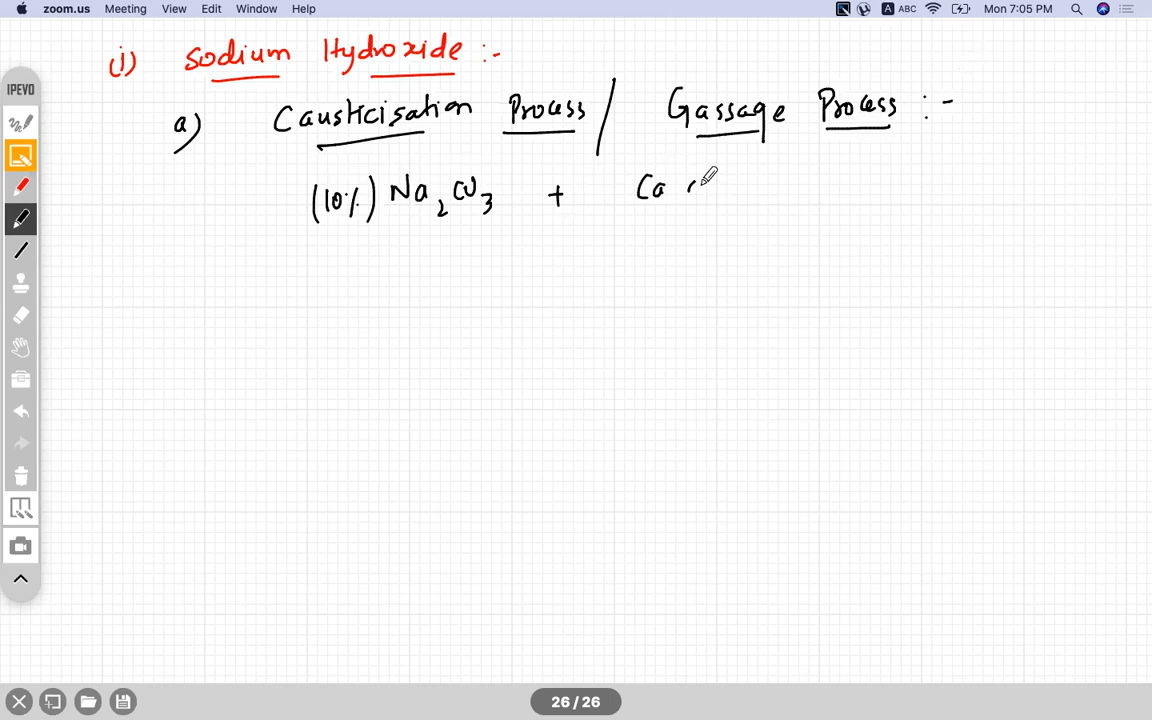 zoom.us Meeting View Edit Window Help A ABC Mon 7:05 PM
IPEVO
(i) Sodium Hydroxide :-
a) Causticisation Process / Gassage Process :-
(10%) Na2CO3 + Ca
26 / 26